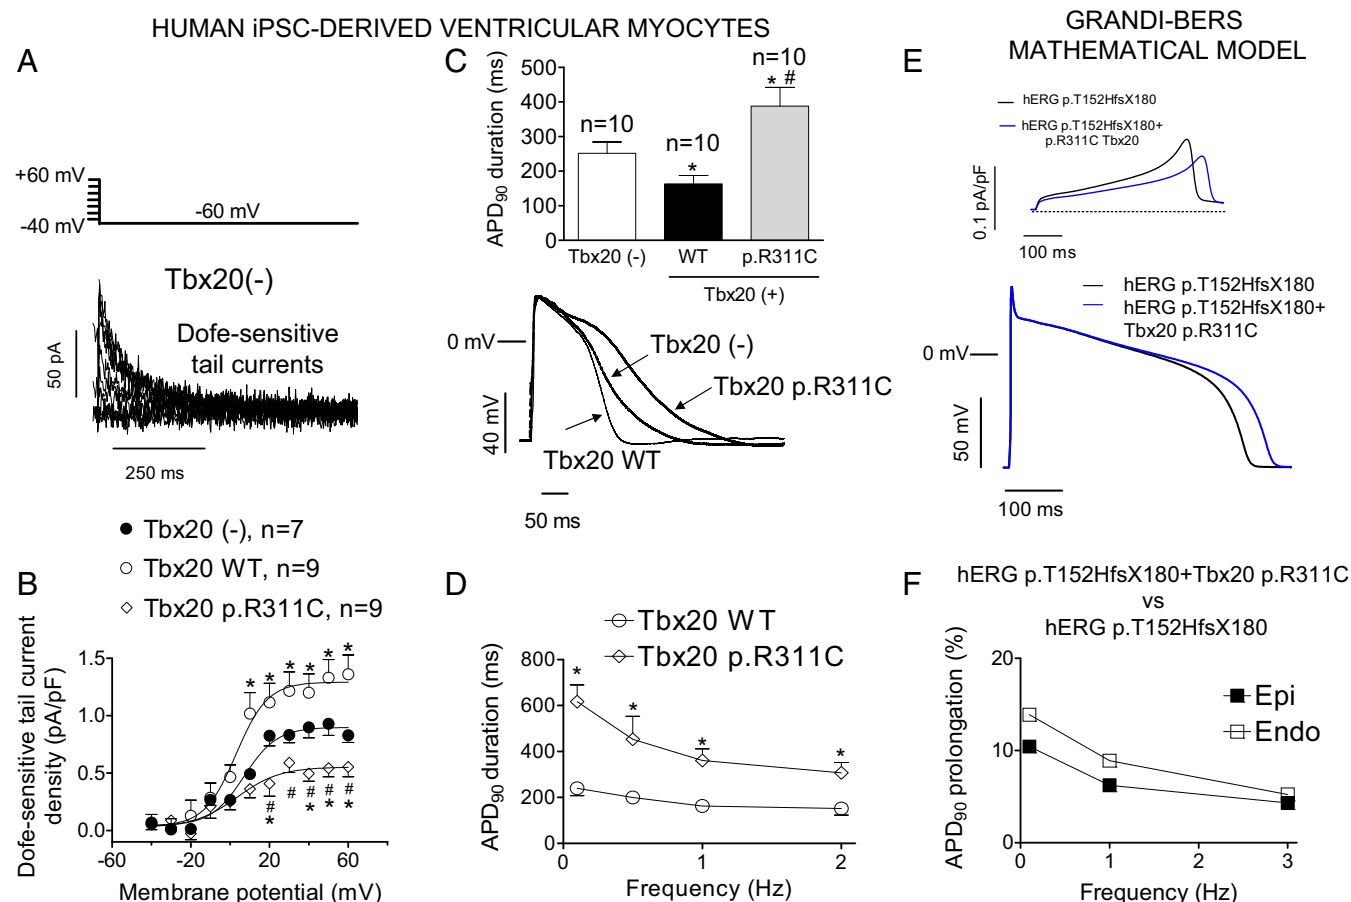 HUMAN iPSC-DERIVED VENTRICULAR MYOCYTES
GRANDI-BERS
MATHEMATICAL MODEL
A
+60 mV
-40 mV
-60 mV
Tbx20(-)
Dofe-sensitive
tail currents
50 pA
250 ms
B
Tbx20 (-), n=7
Tbx20 WT, n=9
Tbx20 p.R311C, n=9
Dofe-sensitive tail current
density (pA/pF)
1.5
1.0
0.5
0.0
-60
-20
20
60
* * * * * *
# # # # #
* * * *
Membrane potential (mV)
C
APD90 duration (ms)
500
400
300
200
100
0
n=10
n=10
*
n=10
* #
Tbx20 (-)
WT
p.R311C
Tbx20 (+)
0 mV
40 mV
Tbx20 (-)
Tbx20 p.R311C
Tbx20 WT
50 ms
D
Tbx20 WT
Tbx20 p.R311C
APD90 duration (ms)
800
600
400
200
0
* * * *
0
1
2
Frequency (Hz)
E
hERG p.T152HfsX180
hERG p.T152HfsX180+
p.R311C Tbx20
0.1 pA/pF
100 ms
hERG p.T152HfsX180
hERG p.T152HfsX180+
Tbx20 p.R311C
0 mV
50 mV
100 ms
F
hERG p.T152HfsX180+Tbx20 p.R311C
vs
hERG p.T152HfsX180
APD90 prolongation (%)
20
10
0
Epi
Endo
0
1
2
3
Frequency (Hz)